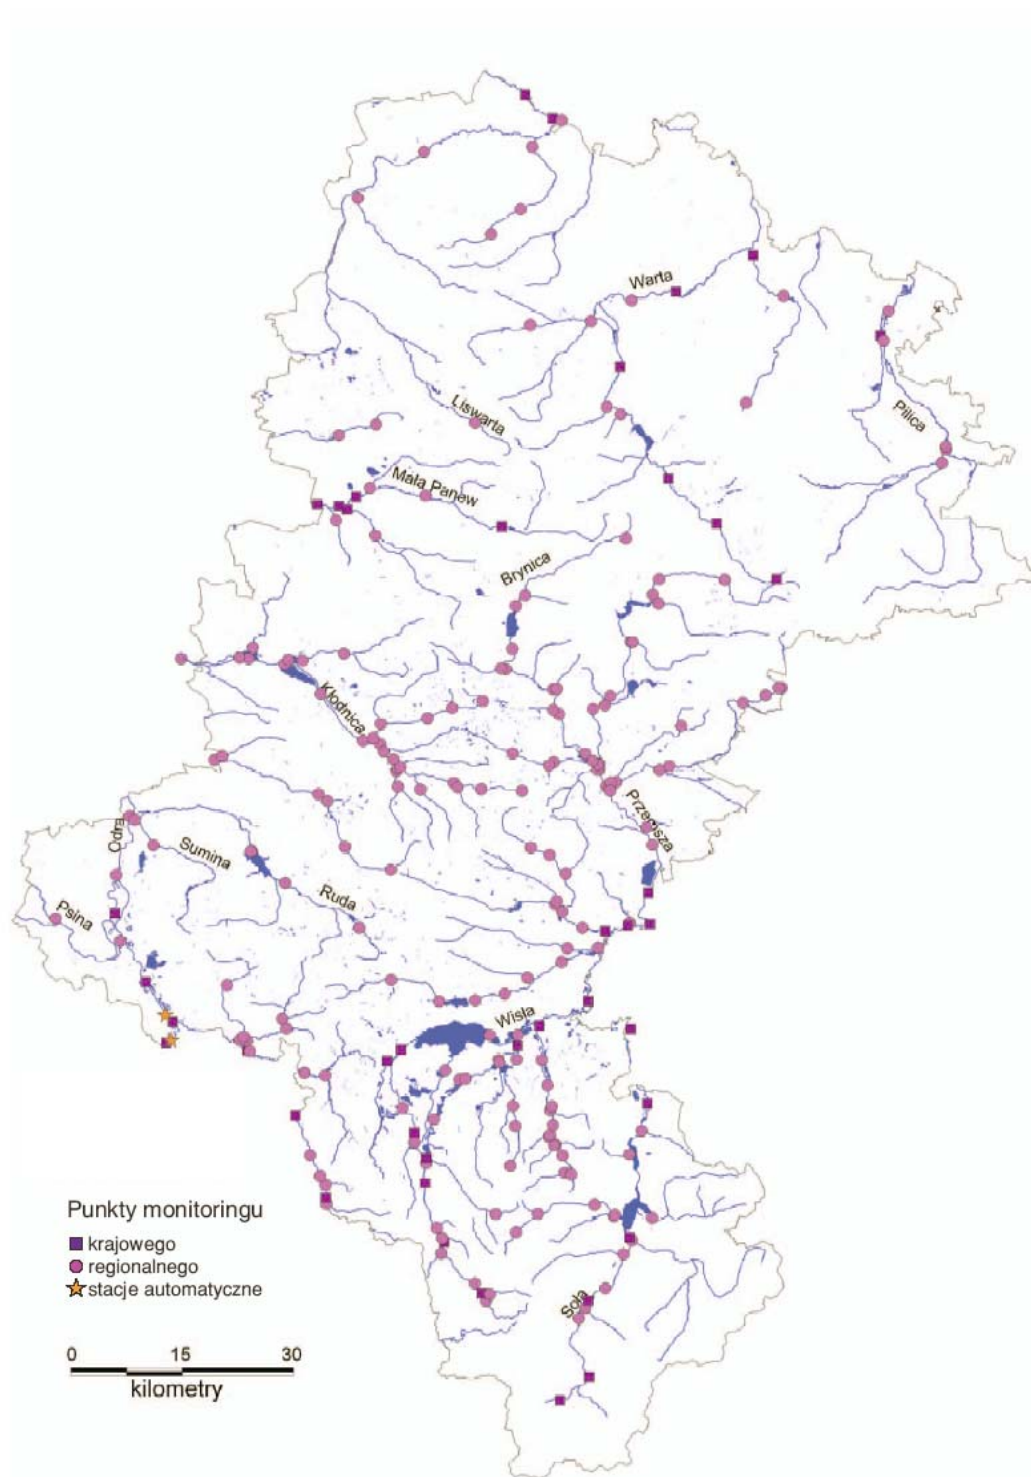 Warta
Pilica
Liswarta
Mała Panew
Brynica
Kłodnica
Przemsza
Odra
Sumina
Ruda
Psina
Wisła
Soła
Punkty monitoringu
krajowego
regionalnego
stacje automatyczne
0 15 30
kilometry